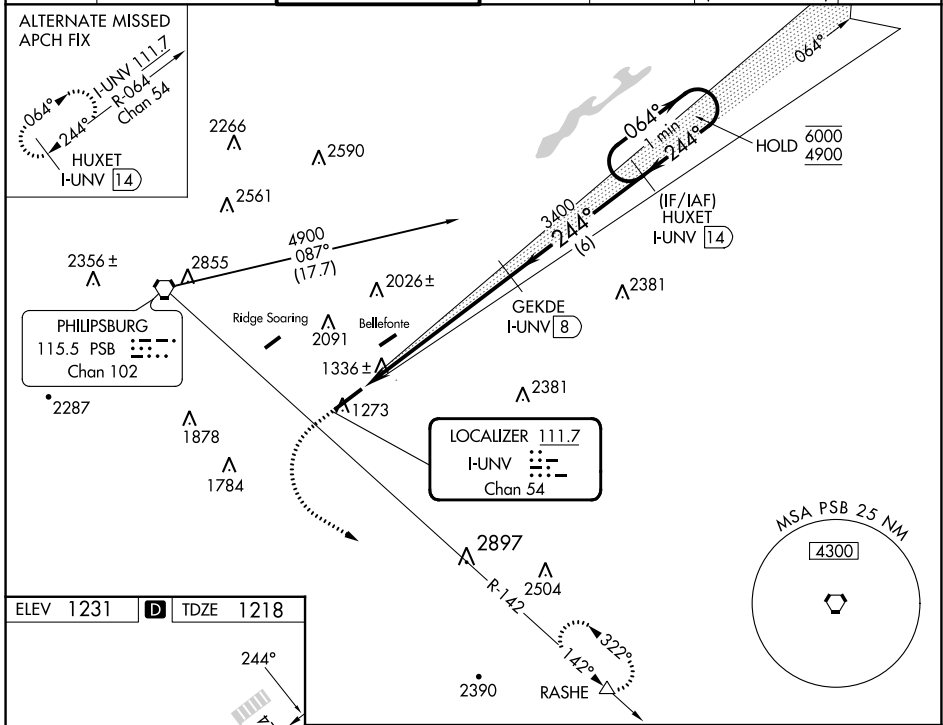 ALTERNATE MISSED
APCH FIX
I-UNV 111.7
R-064
Chan 54
064°
244°
HUXET
I-UNV 14
2266
2590
2561
4900
087°
(17.7)
2356 ±
2855
PHILIPSBURG
115.5 PSB
Chan 102
2287
Ridge Soaring
2091
2026 ±
Bellefonte
1336 ±
1273
1878
1784
064°
064°
1 min
244°
HOLD 6000
4900
(IF/IAF)
HUXET
I-UNV 14
3400
244°
(6)
GEKDE
I-UNV 8
2381
2381
LOCALIZER 111.7
I-UNV
Chan 54
2897
2504
R-142
142°
322°
RASHE
2390
MSA PSB 25 NM
4300
ELEV 1231 D TDZE 1218
244°